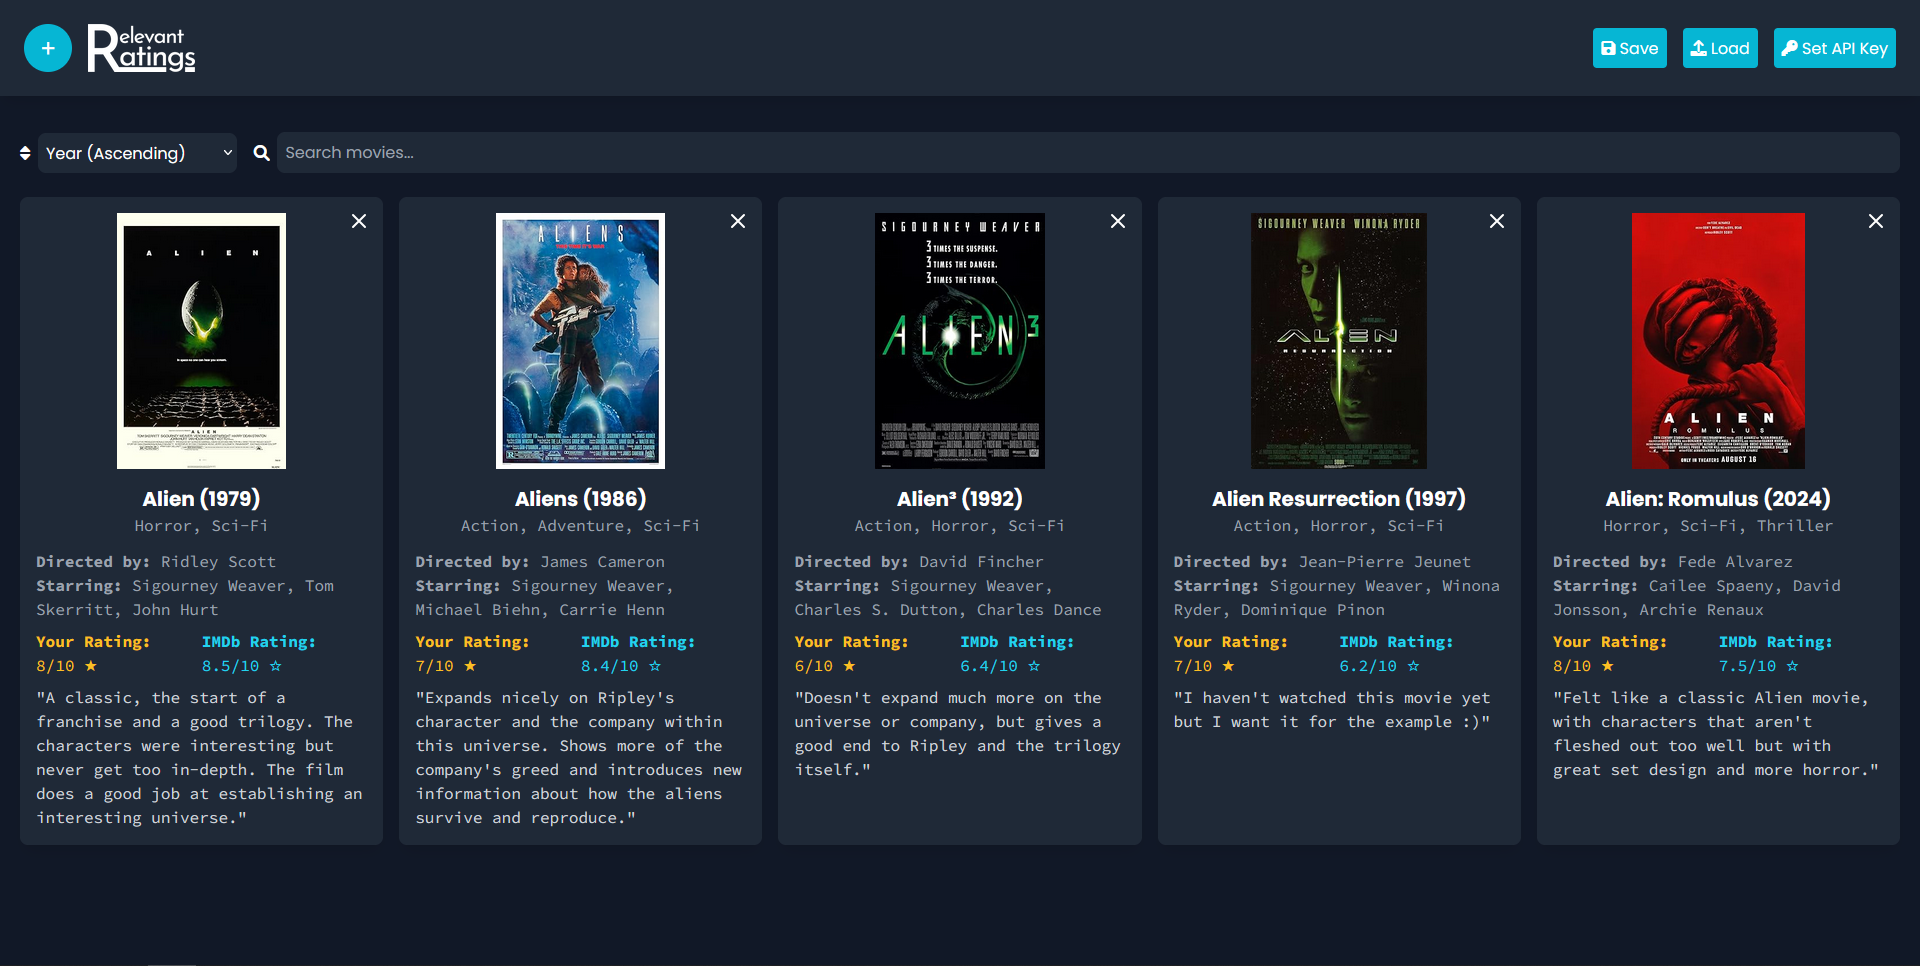 +
Relevant
Ratings
Save
Load
Set API Key
Year (Ascending)
Search movies...
A L I E N
In space no one can hear you scream.
ALIEN
Alien (1979)
Horror, Sci-Fi
Directed by: Ridley Scott
Starring: Sigourney Weaver, Tom
Skerritt, John Hurt
Your Rating: IMDb Rating:
8/10 ★ 8.5/10 ☆
"A classic, the start of a
franchise and a good trilogy. The
characters were interesting but
never get too in-depth. The film
does a good job at establishing an
interesting universe."
ALIENS
Aliens (1986)
Action, Adventure, Sci-Fi
Directed by: James Cameron
Starring: Sigourney Weaver,
Michael Biehn, Carrie Henn
Your Rating: IMDb Rating:
7/10 ★ 8.4/10 ☆
"Expands nicely on Ripley's
character and the company within
this universe. Shows more of the
company's greed and introduces new
information about how the aliens
survive and reproduce."
SIGOURNEY WEAVER
3 TIMES THE SUSPENSE.
3 TIMES THE DANGER.
3 TIMES THE TERROR.
ALIEN³
Alien³ (1992)
Action, Horror, Sci-Fi
Directed by: David Fincher
Starring: Sigourney Weaver,
Charles S. Dutton, Charles Dance
Your Rating: IMDb Rating:
6/10 ★ 6.4/10 ☆
"Doesn't expand much more on the
universe or company, but gives a
good end to Ripley and the trilogy
itself."
SIGOURNEY WEAVER WINONA RYDER
ALIEN
RESURRECTION
Alien Resurrection (1997)
Action, Horror, Sci-Fi
Directed by: Jean-Pierre Jeunet
Starring: Sigourney Weaver, Winona
Ryder, Dominique Pinon
Your Rating: IMDb Rating:
7/10 ★ 6.2/10 ☆
"I haven't watched this movie yet
but I want it for the example :)"
ALIEN
ROMULUS
ONLY IN THEATERS AUGUST 16
Alien: Romulus (2024)
Horror, Sci-Fi, Thriller
Directed by: Fede Alvarez
Starring: Cailee Spaeny, David
Jonsson, Archie Renaux
Your Rating: IMDb Rating:
8/10 ★ 7.5/10 ☆
"Felt like a classic Alien movie,
with characters that aren't
fleshed out too well but with
great set design and more horror."